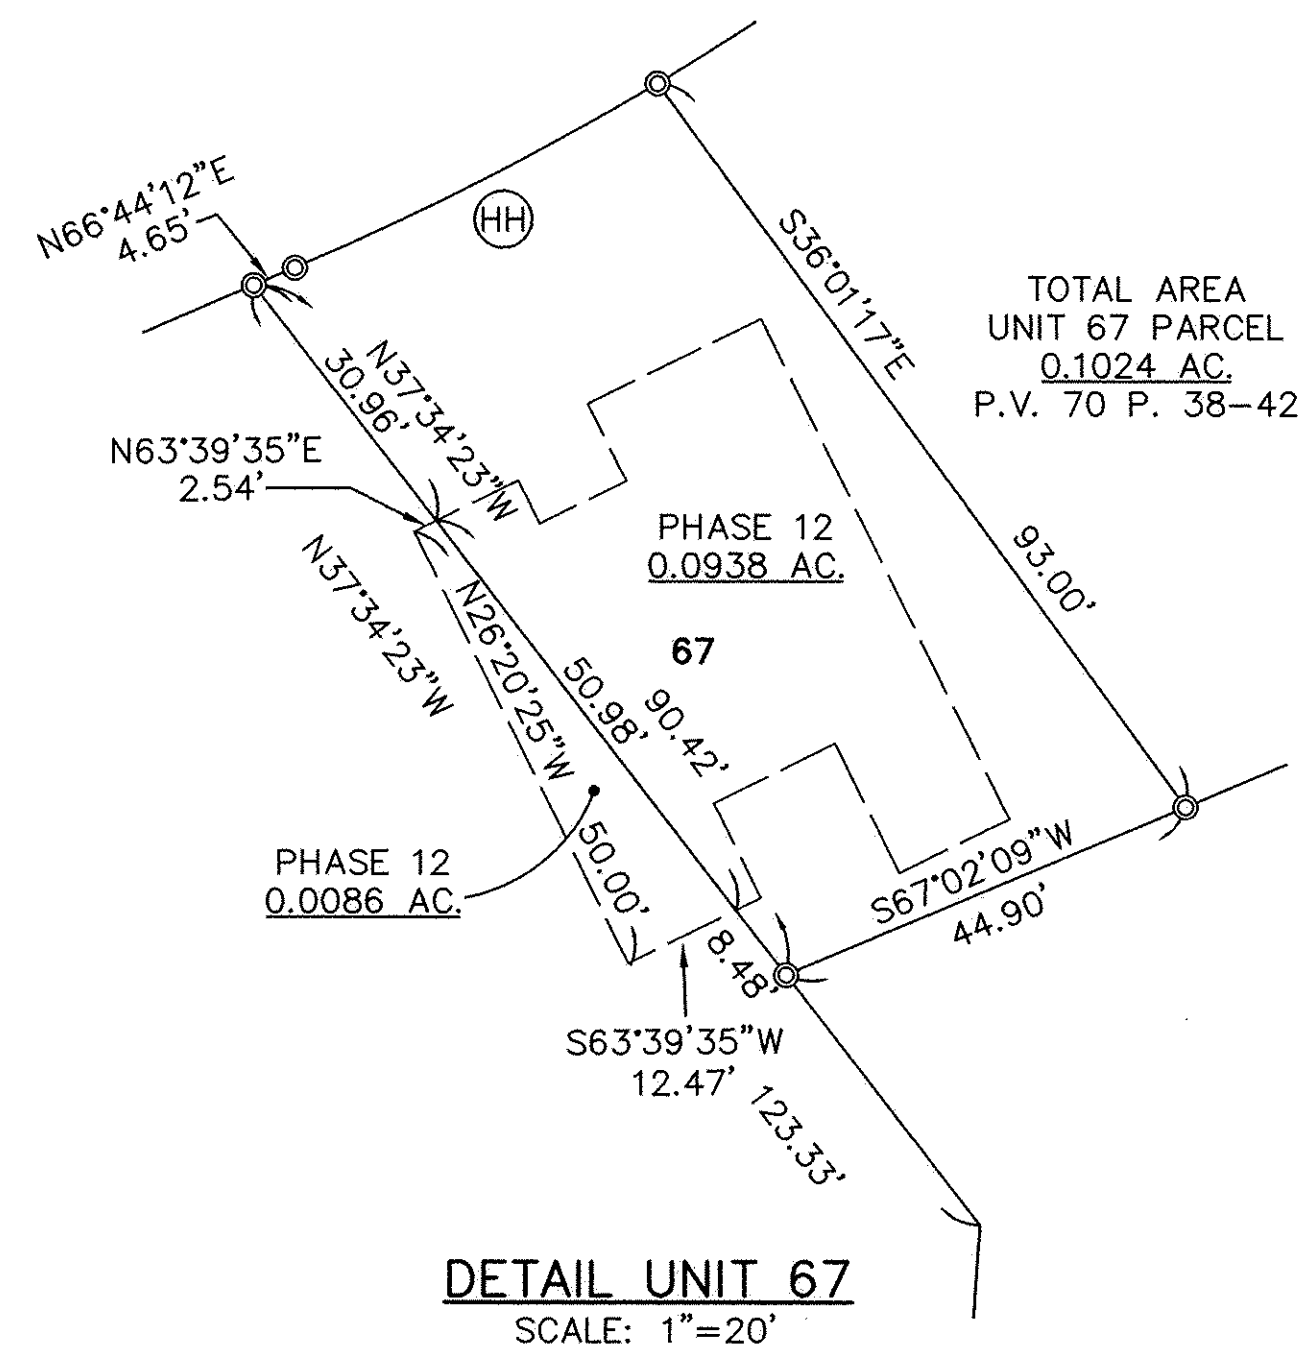 N66°44'12"E
4.65'
HH
S36°01'17"E
93.00'
TOTAL AREA
UNIT 67 PARCEL
0.1024 AC.
P.V. 70 P. 38-42
30.96'
N37°34'23"W
N63°39'35"E
2.54'
PHASE 12
0.0938 AC.
N37°34'23"W
N26°20'25"W
50.00'
67
50.98'
90.42'
PHASE 12
0.0086 AC.
S67°02'09"W
44.90'
8.48'
S63°39'35"W
12.47'
123.33'
DETAIL UNIT 67
SCALE: 1"=20'